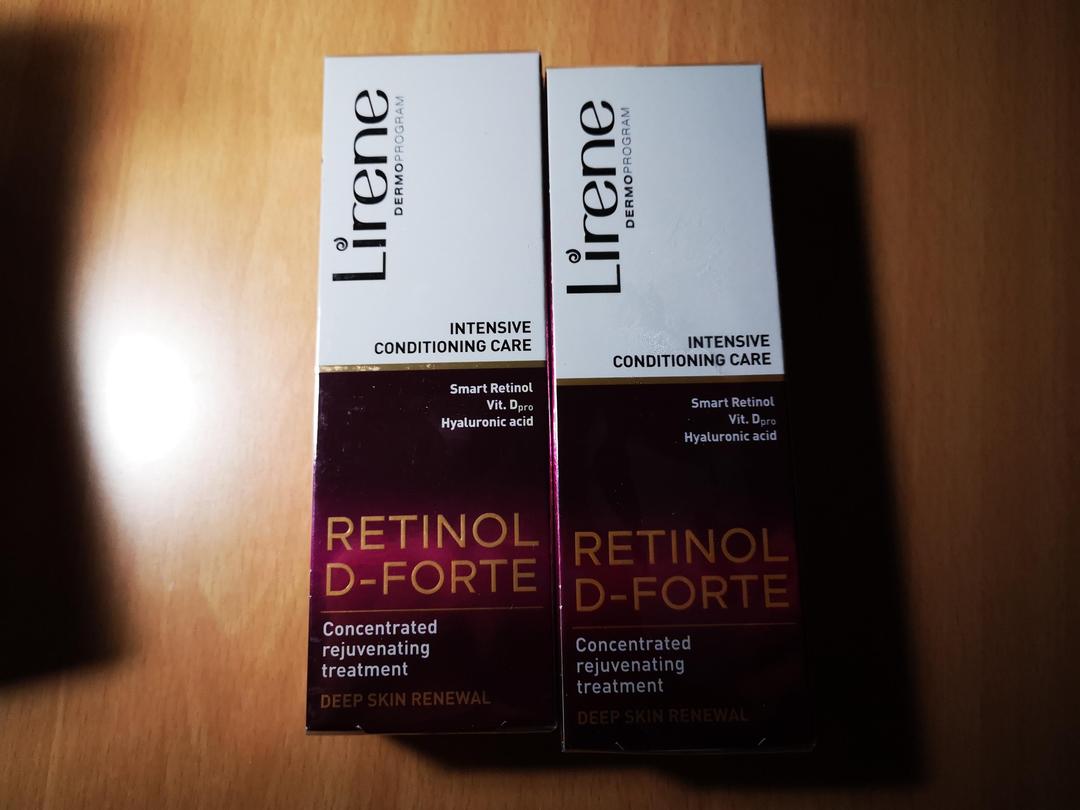 Lirene
DERMOPROGRAM
INTENSIVE
CONDITIONING CARE
Smart Retinol
Vit. Dpro
Hyaluronic acid
RETINOL
D-FORTE
Concentrated
rejuvenating
treatment
DEEP SKIN RENEWAL
Lirene
DERMOPROGRAM
INTENSIVE
CONDITIONING CARE
Smart Retinol
Vit. Dpro
Hyaluronic acid
RETINOL
D-FORTE
Concentrated
rejuvenating
treatment
DEEP SKIN RENEWAL